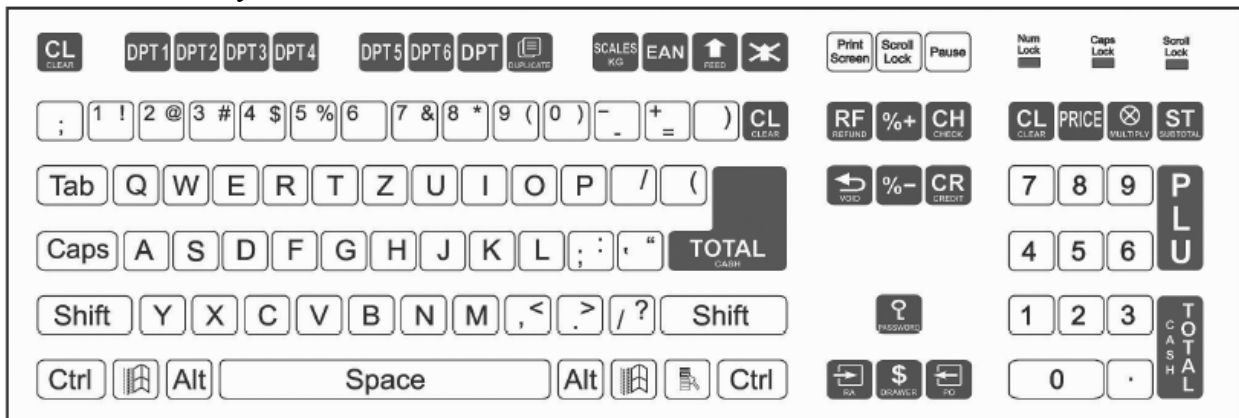 CL CLEAR DPT1 DPT2 DPT3 DPT4 DPT5 DPT6 DPT DUPLICATE SCALES KG EAN FEED Print Screen Scroll Lock Pause Num Lock Caps Lock Scroll Lock
; 1 ! 2 @ 3 # 4 $ 5 % 6 7 & 8 * 9 ( 0 ) - - + = ) CL CLEAR RF REFUND %+ CH CHECK CL CLEAR PRICE MULTIPLY ST SUBTOTAL
Tab Q W E R T Z U I O P / ( VOID %- CR CREDIT 7 8 9 PLU
Caps A S D F G H J K L ; : ‘ “ TOTAL CASH 4 5 6
Shift Y X C V B N M , < . > / ? Shift PASSWORD 1 2 3 TOTAL CASH
Ctrl Alt Space Alt Ctrl RA $ DRAWER PO 0 .